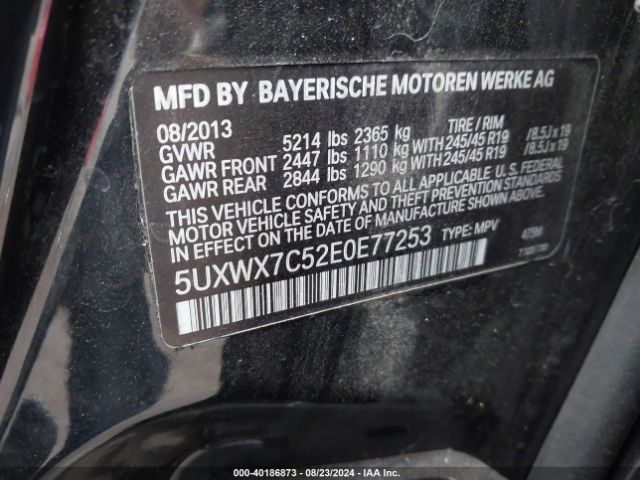 MFD BY BAYERISCHE MOTOREN WERKE AG
08/2013 TIRE / RIM
GVWR 5214 lbs 2365 kg
GAWR FRONT 2447 lbs 1110 kg WITH 245/45 R19 /8.5J x 19
GAWR REAR 2844 lbs 1290 kg WITH 245/45 R19 /8.5J x 19
THIS VEHICLE CONFORMS TO ALL APPLICABLE U. S. FEDERAL
MOTOR VEHICLE SAFETY AND THEFT PREVENTION STANDARDS
IN EFFECT ON THE DATE OF MANUFACTURE SHOWN ABOVE.
5UXWX7C52E0E77253 TYPE: MPV
000-40186873 - 08/23/2024 - IAA Inc.